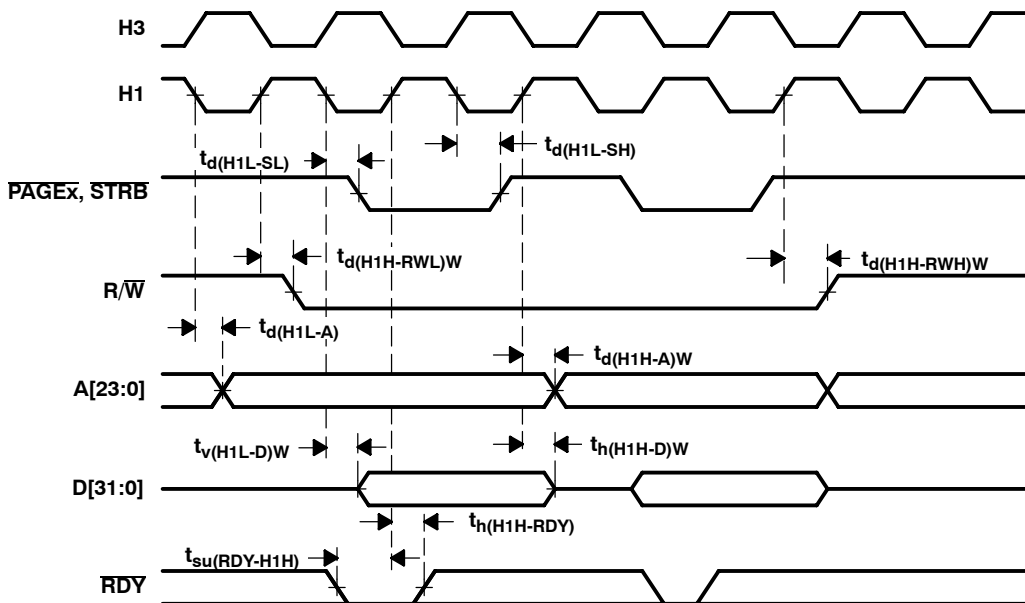 H3
H1
td(H1L-SL)
td(H1L-SH)
PAGEx, STRB
td(H1H-RWL)W
td(H1H-RWH)W
R/W
td(H1L-A)
td(H1H-A)W
A[23:0]
tv(H1L-D)W
th(H1H-D)W
D[31:0]
th(H1H-RDY)
tsu(RDY-H1H)
RDY